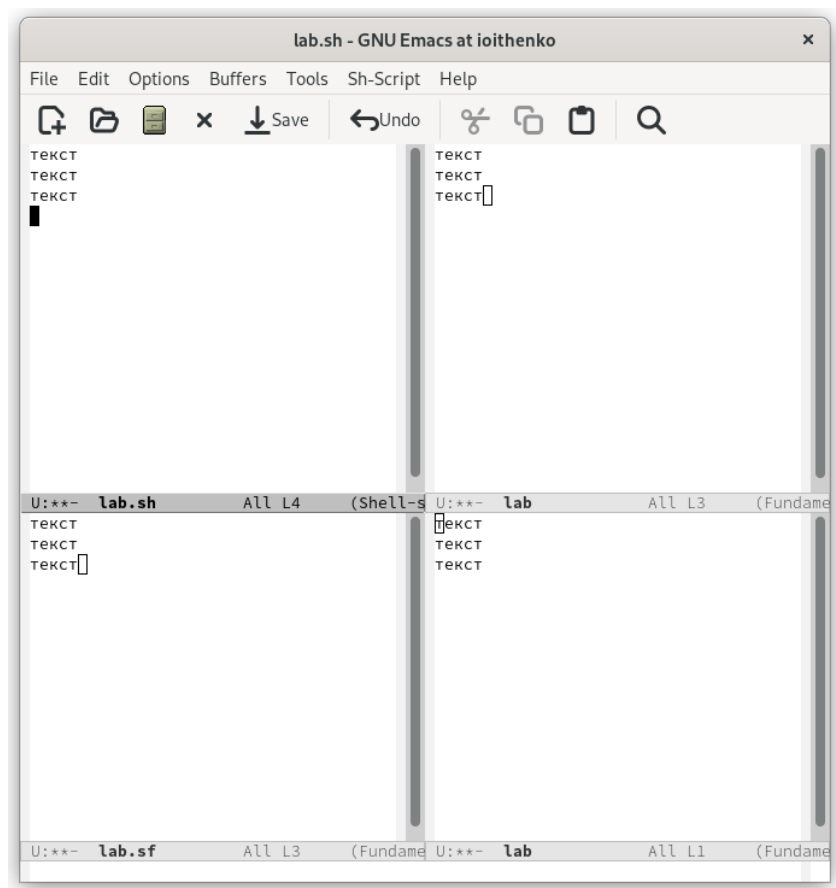 lab.sh - GNU Emacs at ioithenko
File Edit Options Buffers Tools Sh-Script Help
Save Undo
текст
текст
текст
U:**- lab.sh All L4 (Shell-s
текст
текст
текст
U:**- lab All L3 (Fundame
текст
текст
текст
U:**- lab.sf All L3 (Fundame
текст
текст
текст
U:**- lab All L1 (Fundame